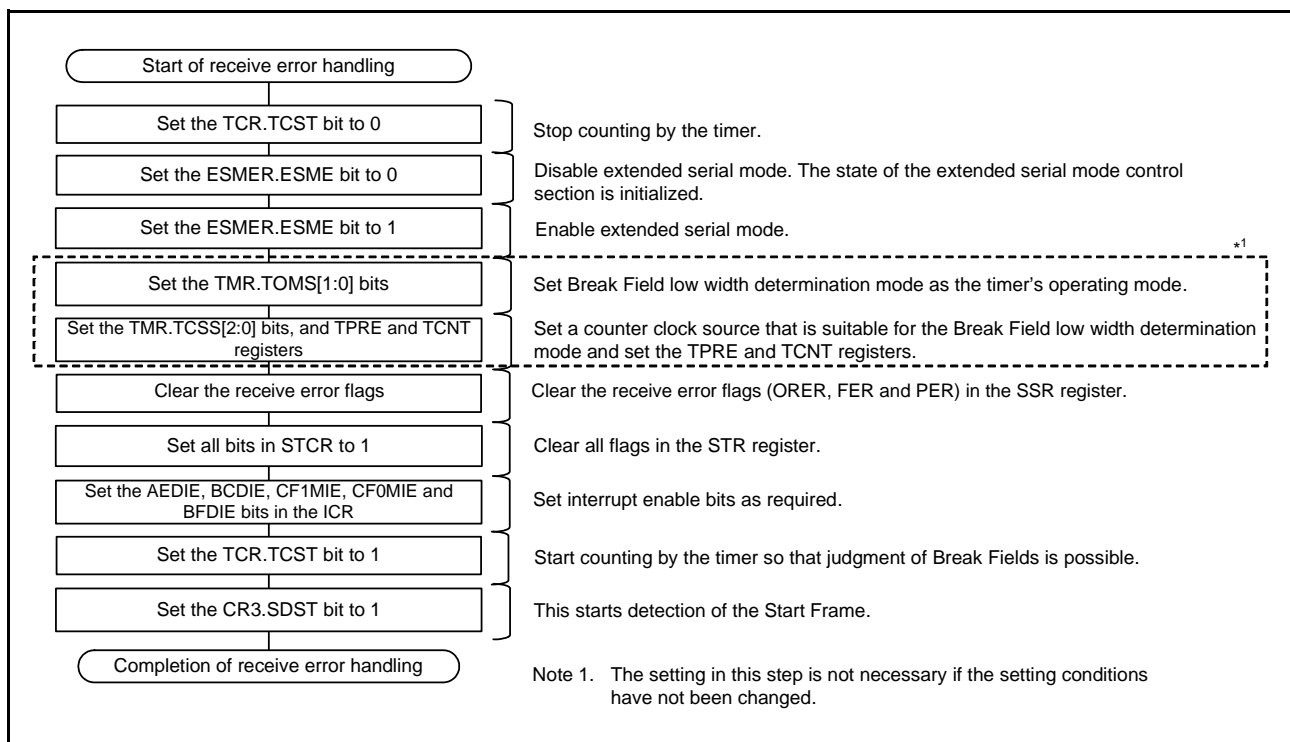 Start of receive error handling
Set the TCR.TCST bit to 0
Stop counting by the timer.
Set the ESMER.ESME bit to 0
Disable extended serial mode. The state of the extended serial mode control
section is initialized.
Set the ESMER.ESME bit to 1
Enable extended serial mode.
*1
Set the TMR.TOMS[1:0] bits
Set Break Field low width determination mode as the timer's operating mode.
Set the TMR.TCSS[2:0] bits, and TPRE and TCNT
registers
Set a counter clock source that is suitable for the Break Field low width determination
mode and set the TPRE and TCNT registers.
Clear the receive error flags
Clear the receive error flags (ORER, FER and PER) in the SSR register.
Set all bits in STCR to 1
Clear all flags in the STR register.
Set the AEDIE, BCDIE, CF1MIE, CF0MIE and
BFDIE bits in the ICR
Set interrupt enable bits as required.
Set the TCR.TCST bit to 1
Start counting by the timer so that judgment of Break Fields is possible.
Set the CR3.SDST bit to 1
This starts detection of the Start Frame.
Completion of receive error handling
Note 1. The setting in this step is not necessary if the setting conditions
have not been changed.